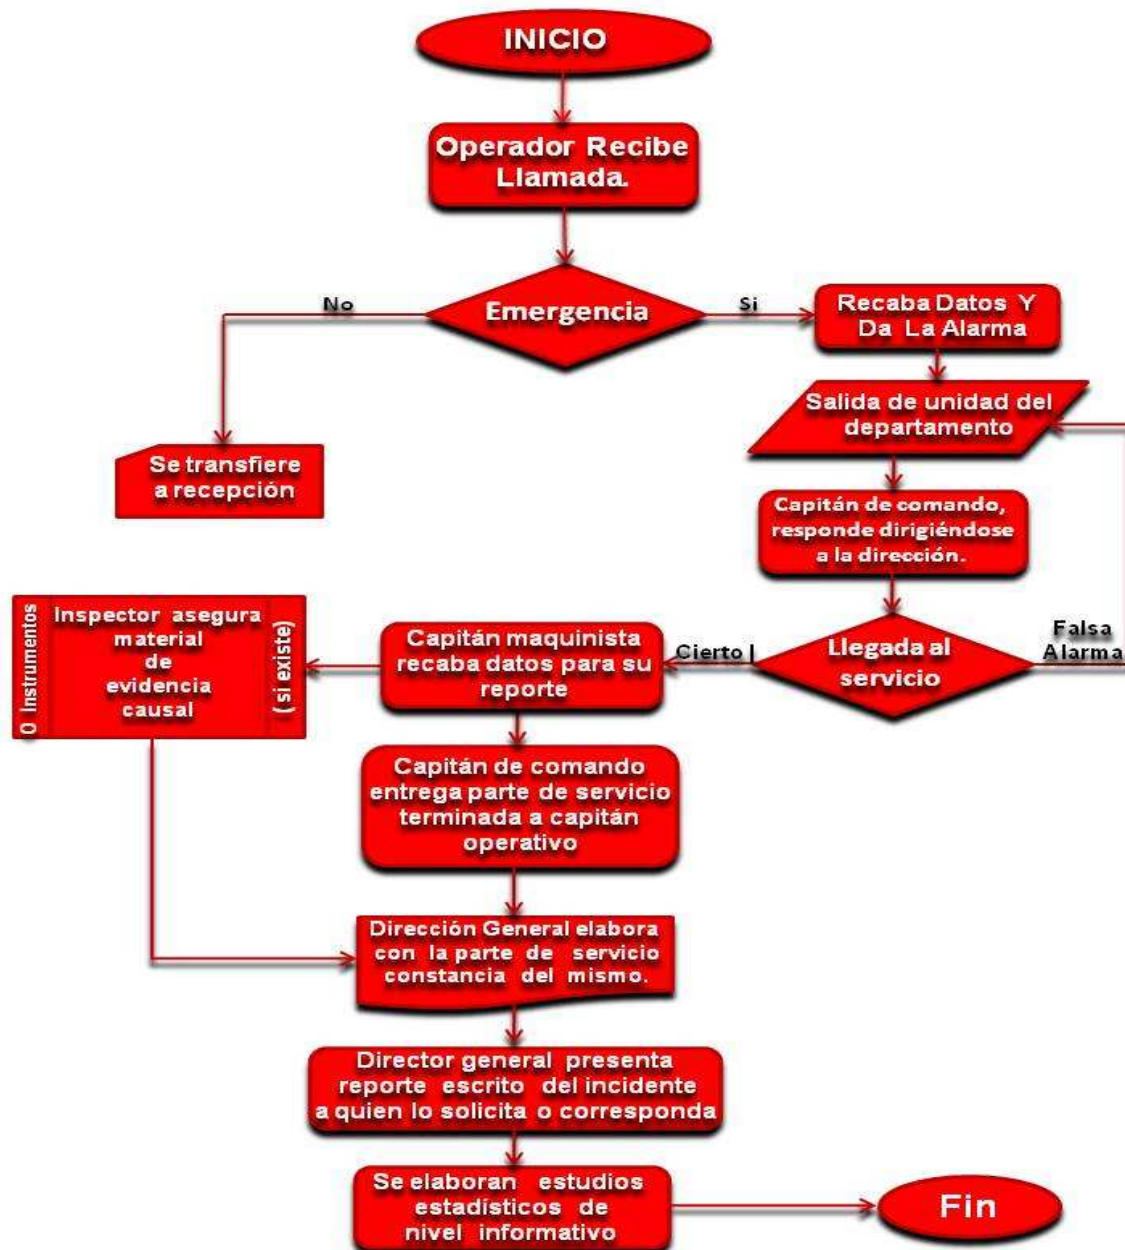 INICIO
Operador Recibe
Llamada.
Emergencia
No
Si
Recaba Datos Y
Da La Alarma
Se transfiere
a recepción
Salida de unidad del
departamento
Capitán de comando,
responde dirigiéndose
a la dirección.
Llegada al
servicio
Falsa
Alarma
Cierto
Capitán maquinista
recaba datos para su
reporte
Inspector asegura
material
de
evidencia
causal
O Instrumentos
( si existe)
Capitán de comando
entrega parte de servicio
terminada a capitán
operativo
Dirección General elabora
con la parte de servicio
constancia del mismo.
Director general presenta
reporte escrito del incidente
a quien lo solicita o corresponda
Se elaboran estudios
estadísticos de
nivel informativo
Fin